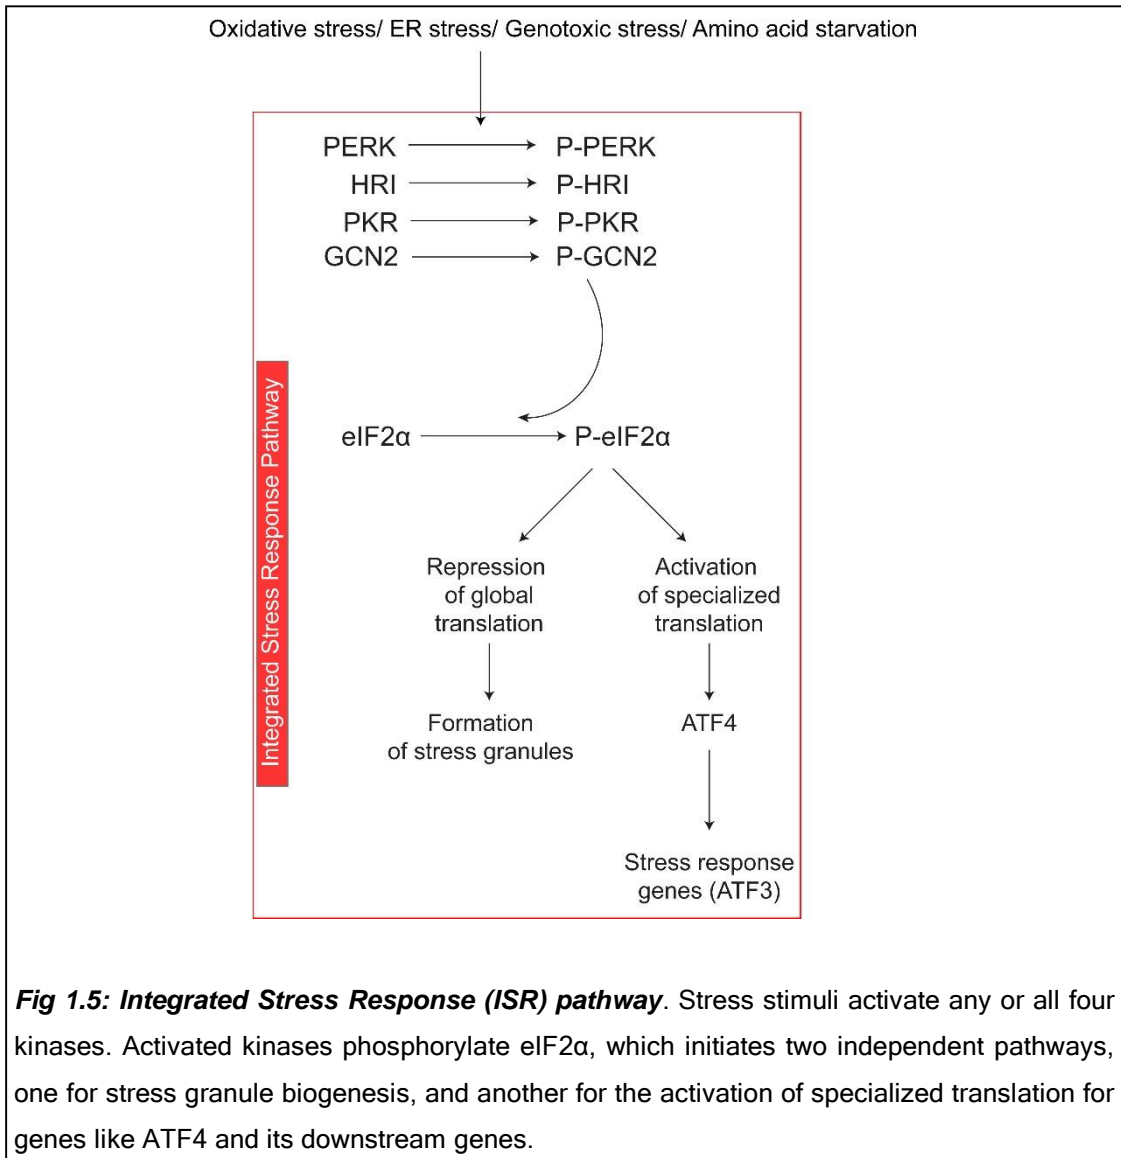 Oxidative stress/ ER stress/ Genotoxic stress/ Amino acid starvation
PERK P-PERK
HRI P-HRI
PKR P-PKR
GCN2 P-GCN2
Integrated Stress Response Pathway
eIF2α P-eIF2α
Repression
of global
translation
Activation
of specialized
translation
Formation
of stress granules
ATF4
Stress response
genes (ATF3)
Fig 1.5: Integrated Stress Response (ISR) pathway. Stress stimuli activate any or all four
kinases. Activated kinases phosphorylate eIF2α, which initiates two independent pathways,
one for stress granule biogenesis, and another for the activation of specialized translation for
genes like ATF4 and its downstream genes.